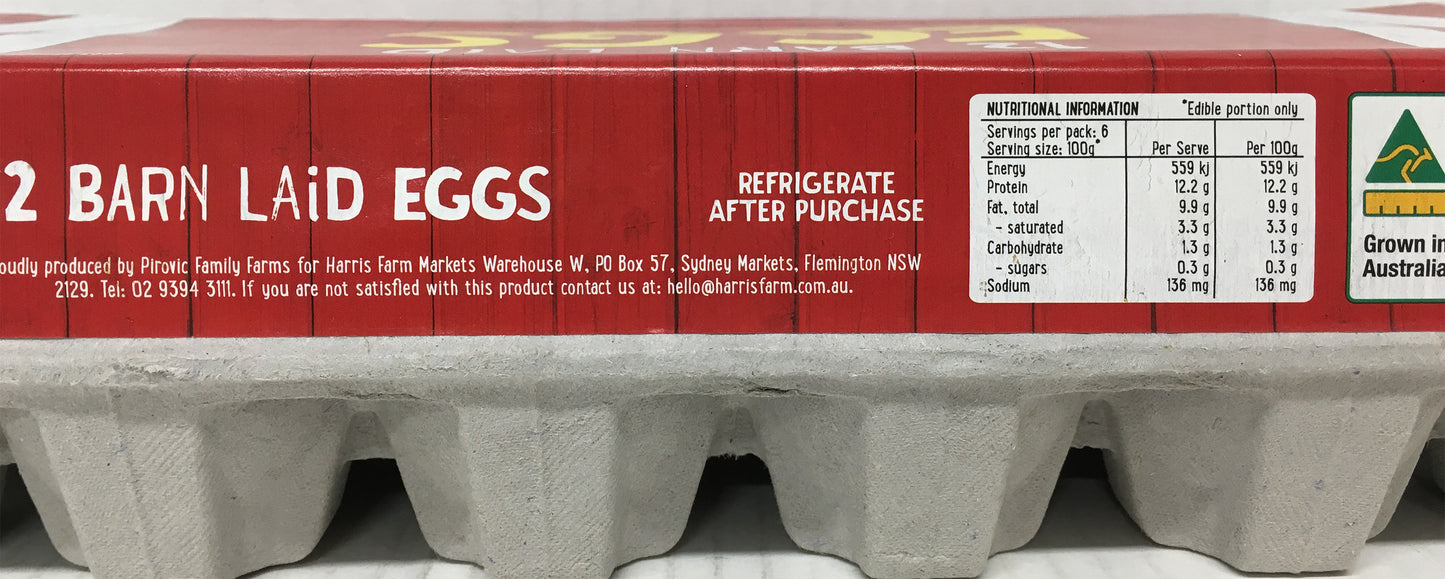 12 BARN LAID
EGGS
2 BARN LAiD EGGS
oudly produced by Pirovic Family Farms for Harris Farm Markets Warehouse W, PO Box 57, Sydney Markets, Flemington NSW
2129. Tel: 02 9394 3111. If you are not satisfied with this product contact us at: hello@harrisfarm.com.au.
REFRIGERATE
AFTER PURCHASE
NUTRITIONAL INFORMATION *Edible portion only
Servings per pack: 6
Serving size: 100g* Per Serve Per 100g
Energy 559 kj 559 kj
Protein 12.2 g 12.2 g
Fat, total 9.9 g 9.9 g
- saturated 3.3 g 3.3 g
Carbohydrate 1.3 g 1.3 g
- sugars 0.3 g 0.3 g
Sodium 136 mg 136 mg
Grown in
Australia